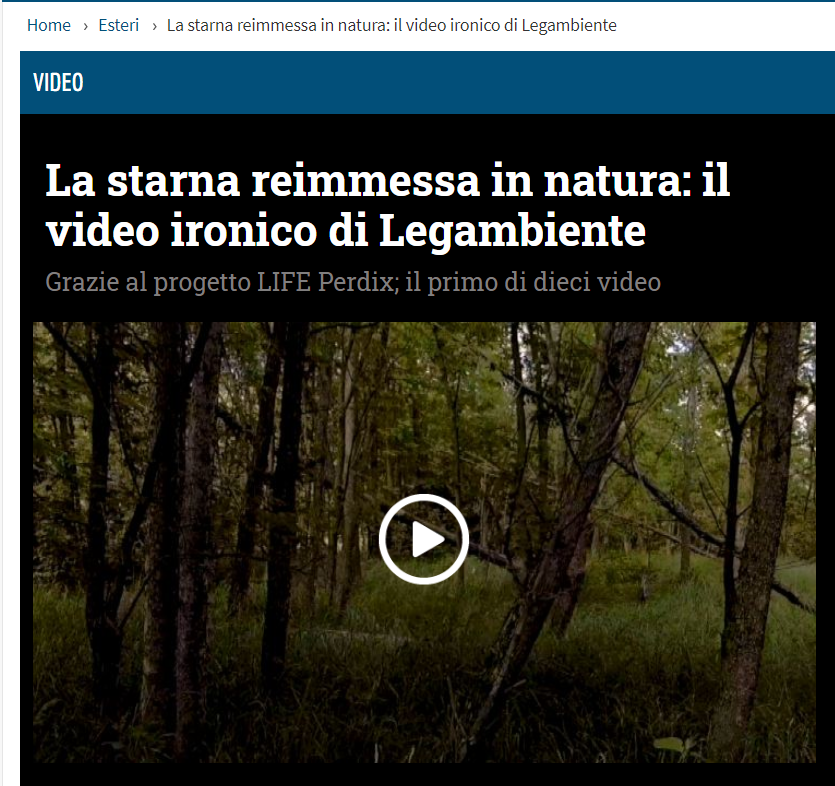 Home › Esteri › La starna reimmessa in natura: il video ironico di Legambiente
VIDEO
La starna reimmessa in natura: il
video ironico di Legambiente
Grazie al progetto LIFE Perdix; il primo di dieci video